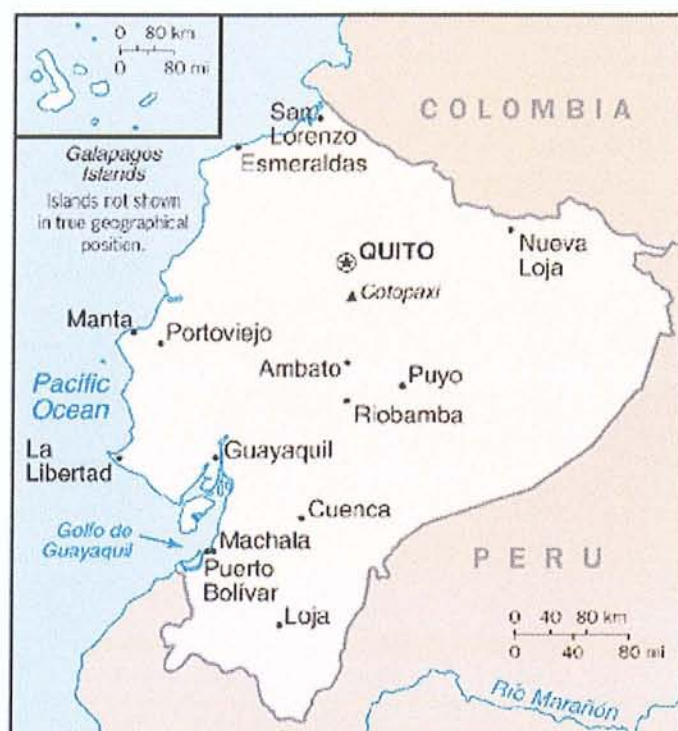 0 80 km
0 80 mi
Galapagos
Islands
Islands not shown
in true geographical
position.
COLOMBIA
San
Lorenzo
Esmeraldas
QUITO
Nueva
Loja
Cotopaxi
Manta
Portoviejo
Ambato
Puyo
Pacific
Ocean
Riobamba
La
Libertad
Guayaquil
Cuenca
Golfo de
Guayaquil
Machala
Puerto
Bolívar
PERU
Loja
0 40 80 km
0 40 80 mi
Río Marañón